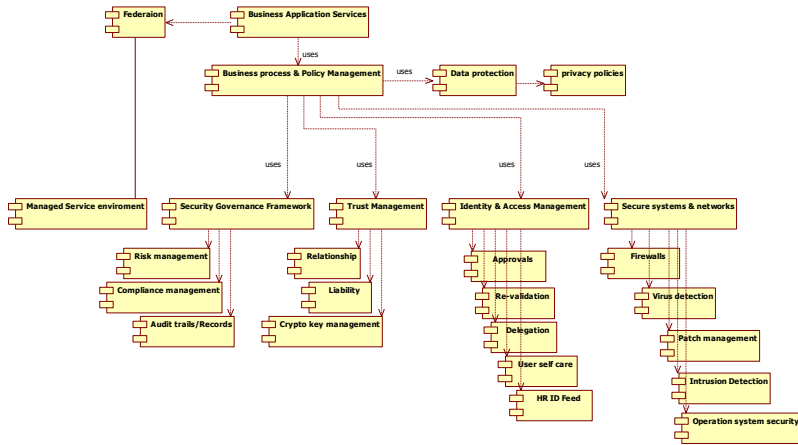 Federaion
Business Application Services
uses
Business process & Policy Management
uses
Data protection
privacy policies
uses
uses
uses
uses
Managed Service enviroment
Security Governance Framework
Trust Management
Identity & Access Management
Secure systems & networks
Risk management
Relationship
Approvals
Firewalls
Compliance management
Liability
Re-validation
Virus detection
Audit trails/Records
Crypto key management
Delegation
Patch management
User self care
Intrusion Detection
HR ID Feed
Operation system security